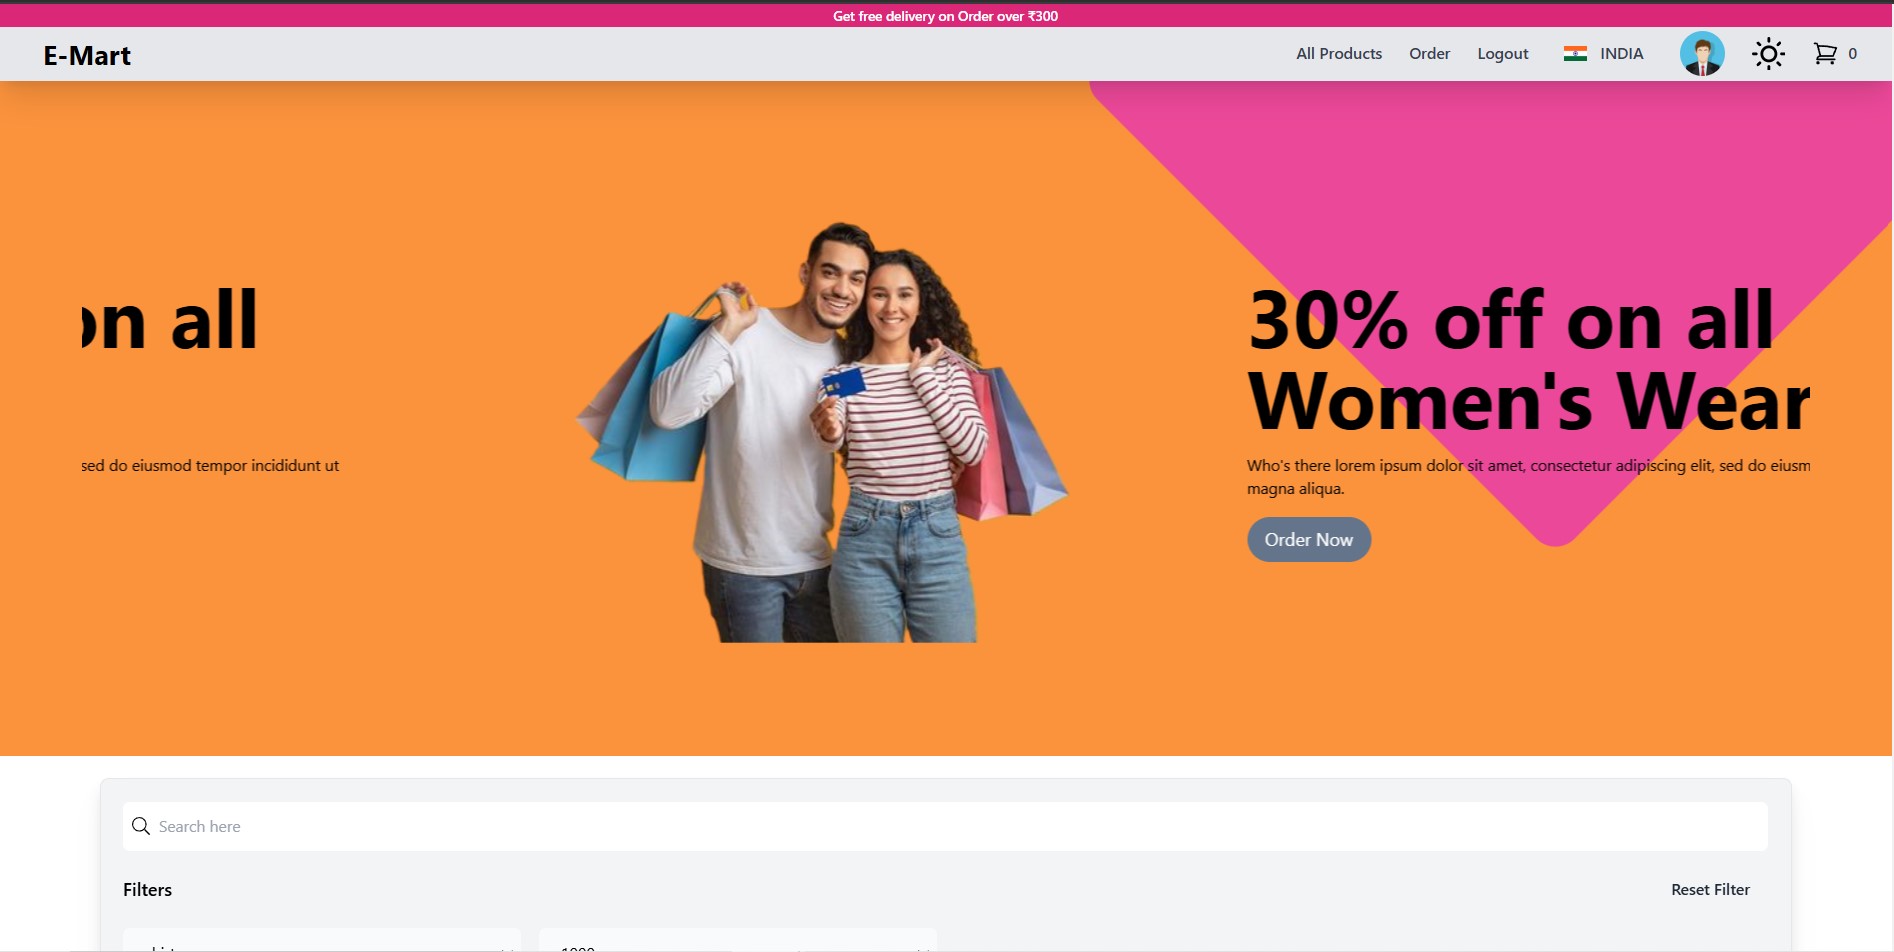 Get free delivery on Order over ₹300
E-Mart
All Products
Order
Logout
INDIA
0
on all
sed do eiusmod tempor incididunt ut
30% off on all
Women's Wear
Who's there lorem ipsum dolor sit amet, consectetur adipiscing elit, sed do eiusm
magna aliqua.
Order Now
Search here
Filters
Reset Filter